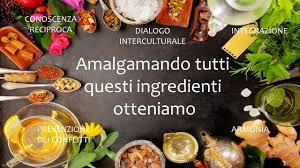 CONOSCENZA
RECIPROCA
DIALOGO
INTERCULTURALE
INTEGRAZIONE
Amalgamando tutti
questi ingredienti
otteniamo
PREVENZIONE
DEI CONFLITTI
ARMONIA